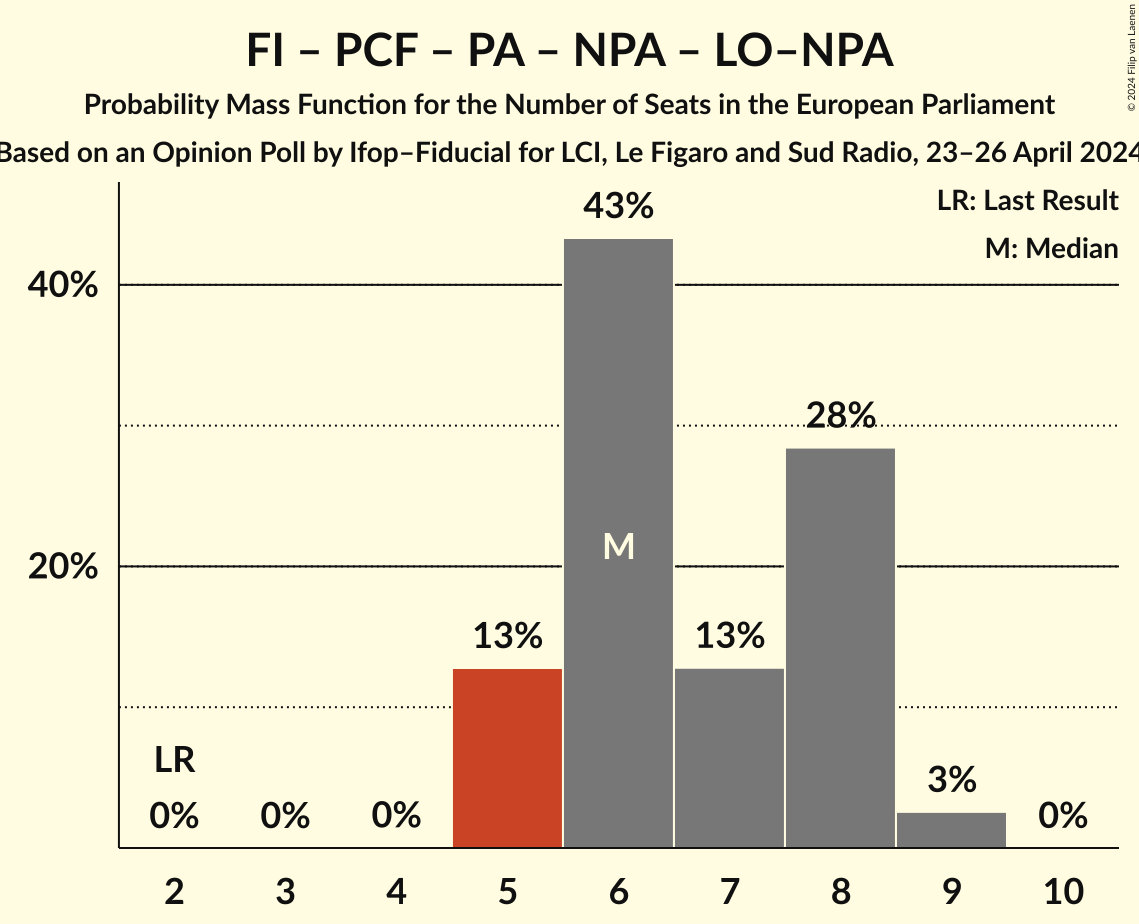 FI – PCF – PA – NPA – LO–NPA
Probability Mass Function for the Number of Seats in the European Parliament
Based on an Opinion Poll by Ifop–Fiducial for LCI, Le Figaro and Sud Radio, 23–26 April 2024
© 2024 Filip van Laenen
LR: Last Result
M: Median
43%
40%
28%
M
20%
13%
13%
LR
3%
0%
0%
0%
0%
2
3
4
5
6
7
8
9
10